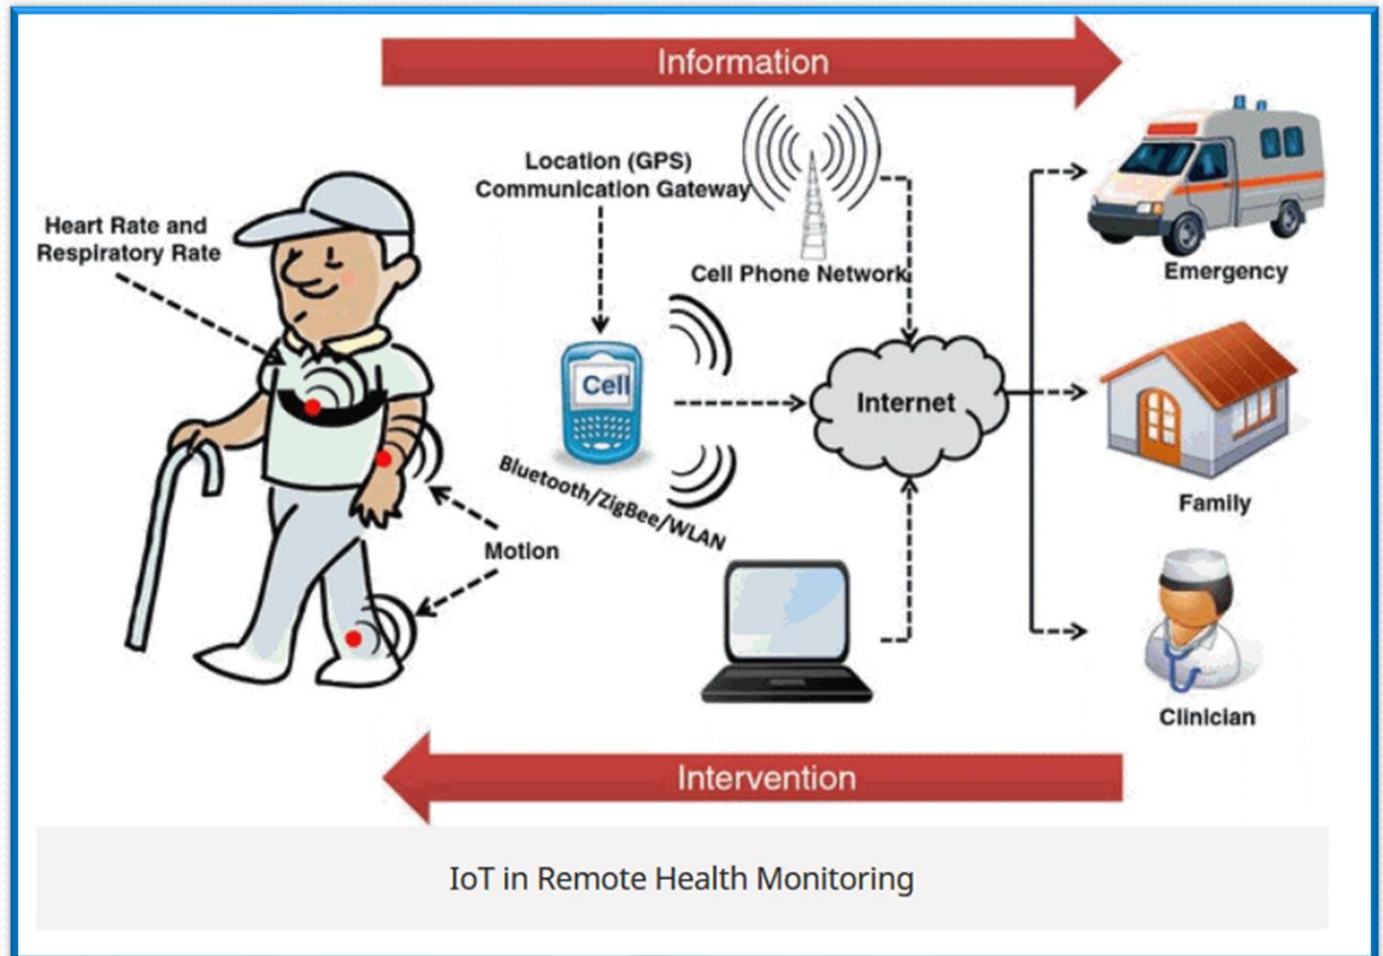 Information
Location (GPS)
Communication Gateway
Heart Rate and
Respiratory Rate
Cell Phone Network
Emergency
Cell
Internet
Bluetooth/ZigBee/WLAN
Family
Motion
Clinician
Intervention
IoT in Remote Health Monitoring